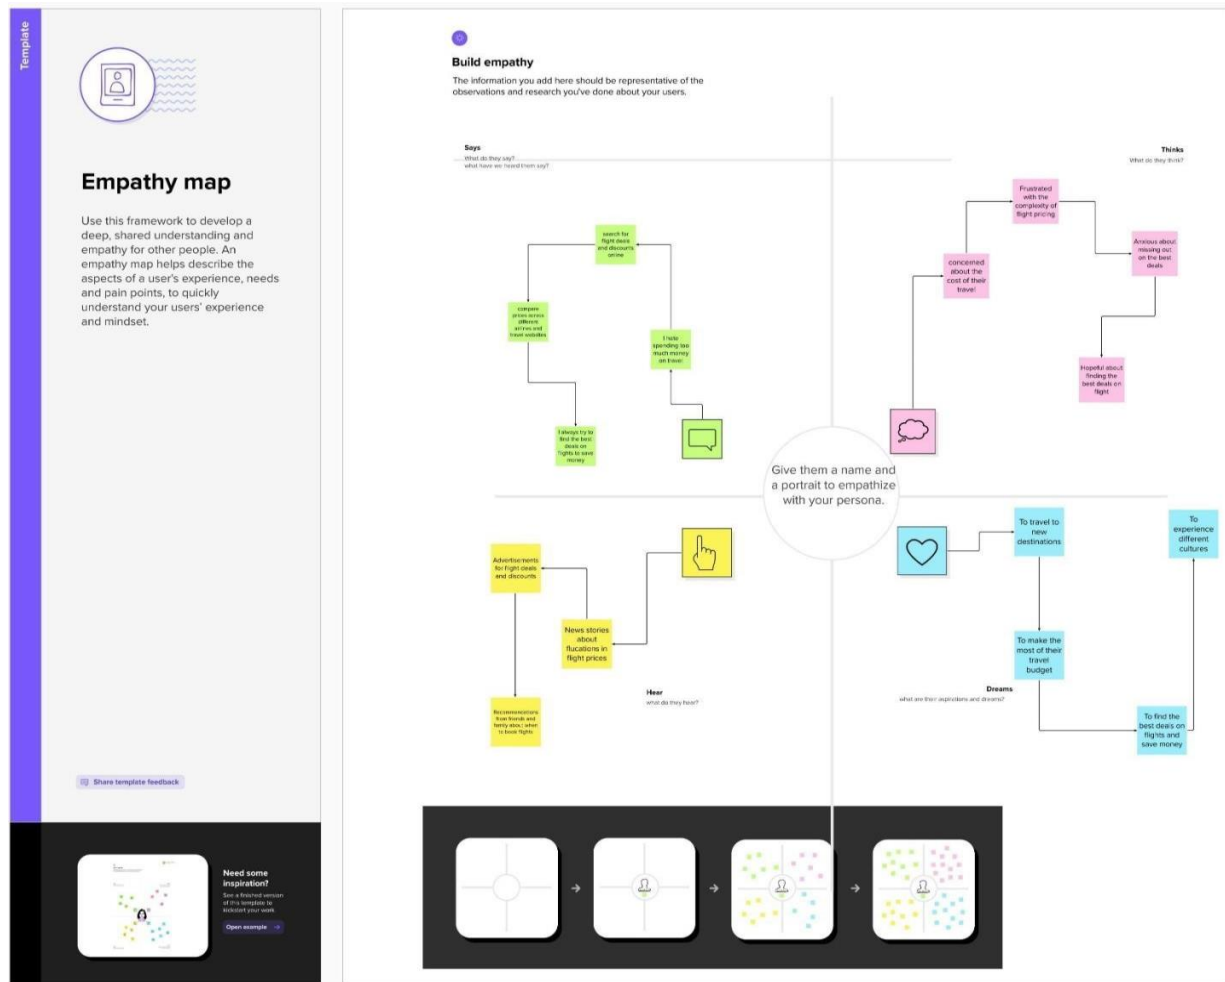 Template
Empathy map
Use this framework to develop a
deep, shared understanding and
empathy for other people. An
empathy map helps describe the
aspects of a user's experience, needs
and pain points, to quickly
understand your users' experience
and mindset.
Share template feedback
Need some
inspiration?
See a finished version
of this template to
kickstart your work.
Open example
Build empathy
The information you add here should be representative of the
observations and research you've done about your users.
Says
What do they say?
what have we heard them say?
Thinks
What do they think?
search for
flight deals
and discounts
online
compare
prices across
different
airlines and
travel websites
I hate
spending too
much money
on travel
I always try to
find the best
deals on
flights to save
money
Frustrated
with the
complexity of
flight pricing
concerned
about the
cost of their
travel
Anxious about
missing out
on the best
deals
Hopeful about
finding the
best deals on
flight
Give them a name and
a portrait to empathize
with your persona.
Advertisements
for flight deals
and discounts
News stories
about
flucations in
flight prices
from friends and
family about when
to book flights
Hear
what do they hear?
To travel to
new
destinations
To
experience
different
cultures
To make the
most of their
travel
budget
To find the
best deals on
flights and
save money
Dreams
what are their aspirations and dreams?